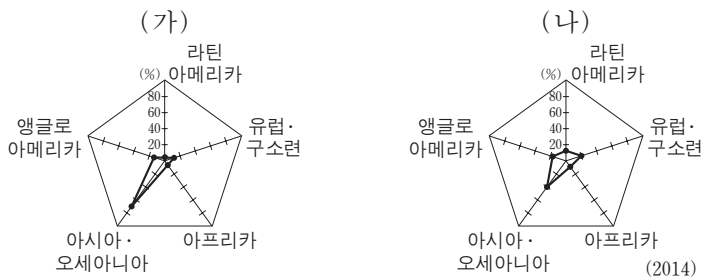 (가)
라틴
아메리카
(%)
80
60
40
20
앵글로
아메리카
유럽·
구소련
아시아·
오세아니아
아프리카
(나)
라틴
아메리카
(%)
80
60
40
20
앵글로
아메리카
유럽·
구소련
아시아·
오세아니아
아프리카
(2014)